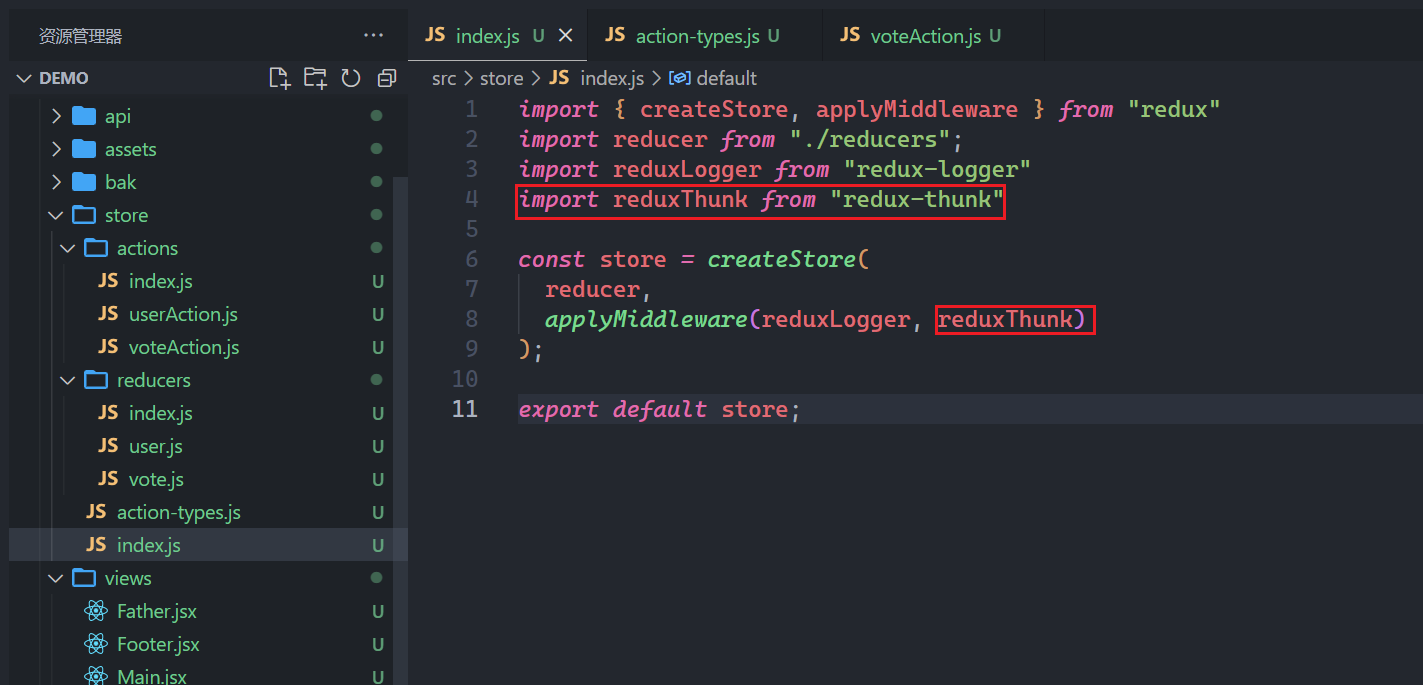 资源管理器 ···
DEMO
api
assets
bak
store
actions
JS index.js U
JS userAction.js U
JS voteAction.js U
reducers
JS index.js U
JS user.js U
JS vote.js U
JS action-types.js U
JS index.js U
views
Father.jsx U
Footer.jsx U
Main.jsx U
JS index.js U JS action-types.js U JS voteAction.js U
src > store > JS index.js > default
1 import { createStore, applyMiddleware } from "redux"
2 import reducer from "./reducers";
3 import reduxLogger from "redux-logger"
4 import reduxThunk from "redux-thunk"
5
6 const store = createStore(
7 reducer,
8 applyMiddleware(reduxLogger, reduxThunk)
9 );
10
11 export default store;